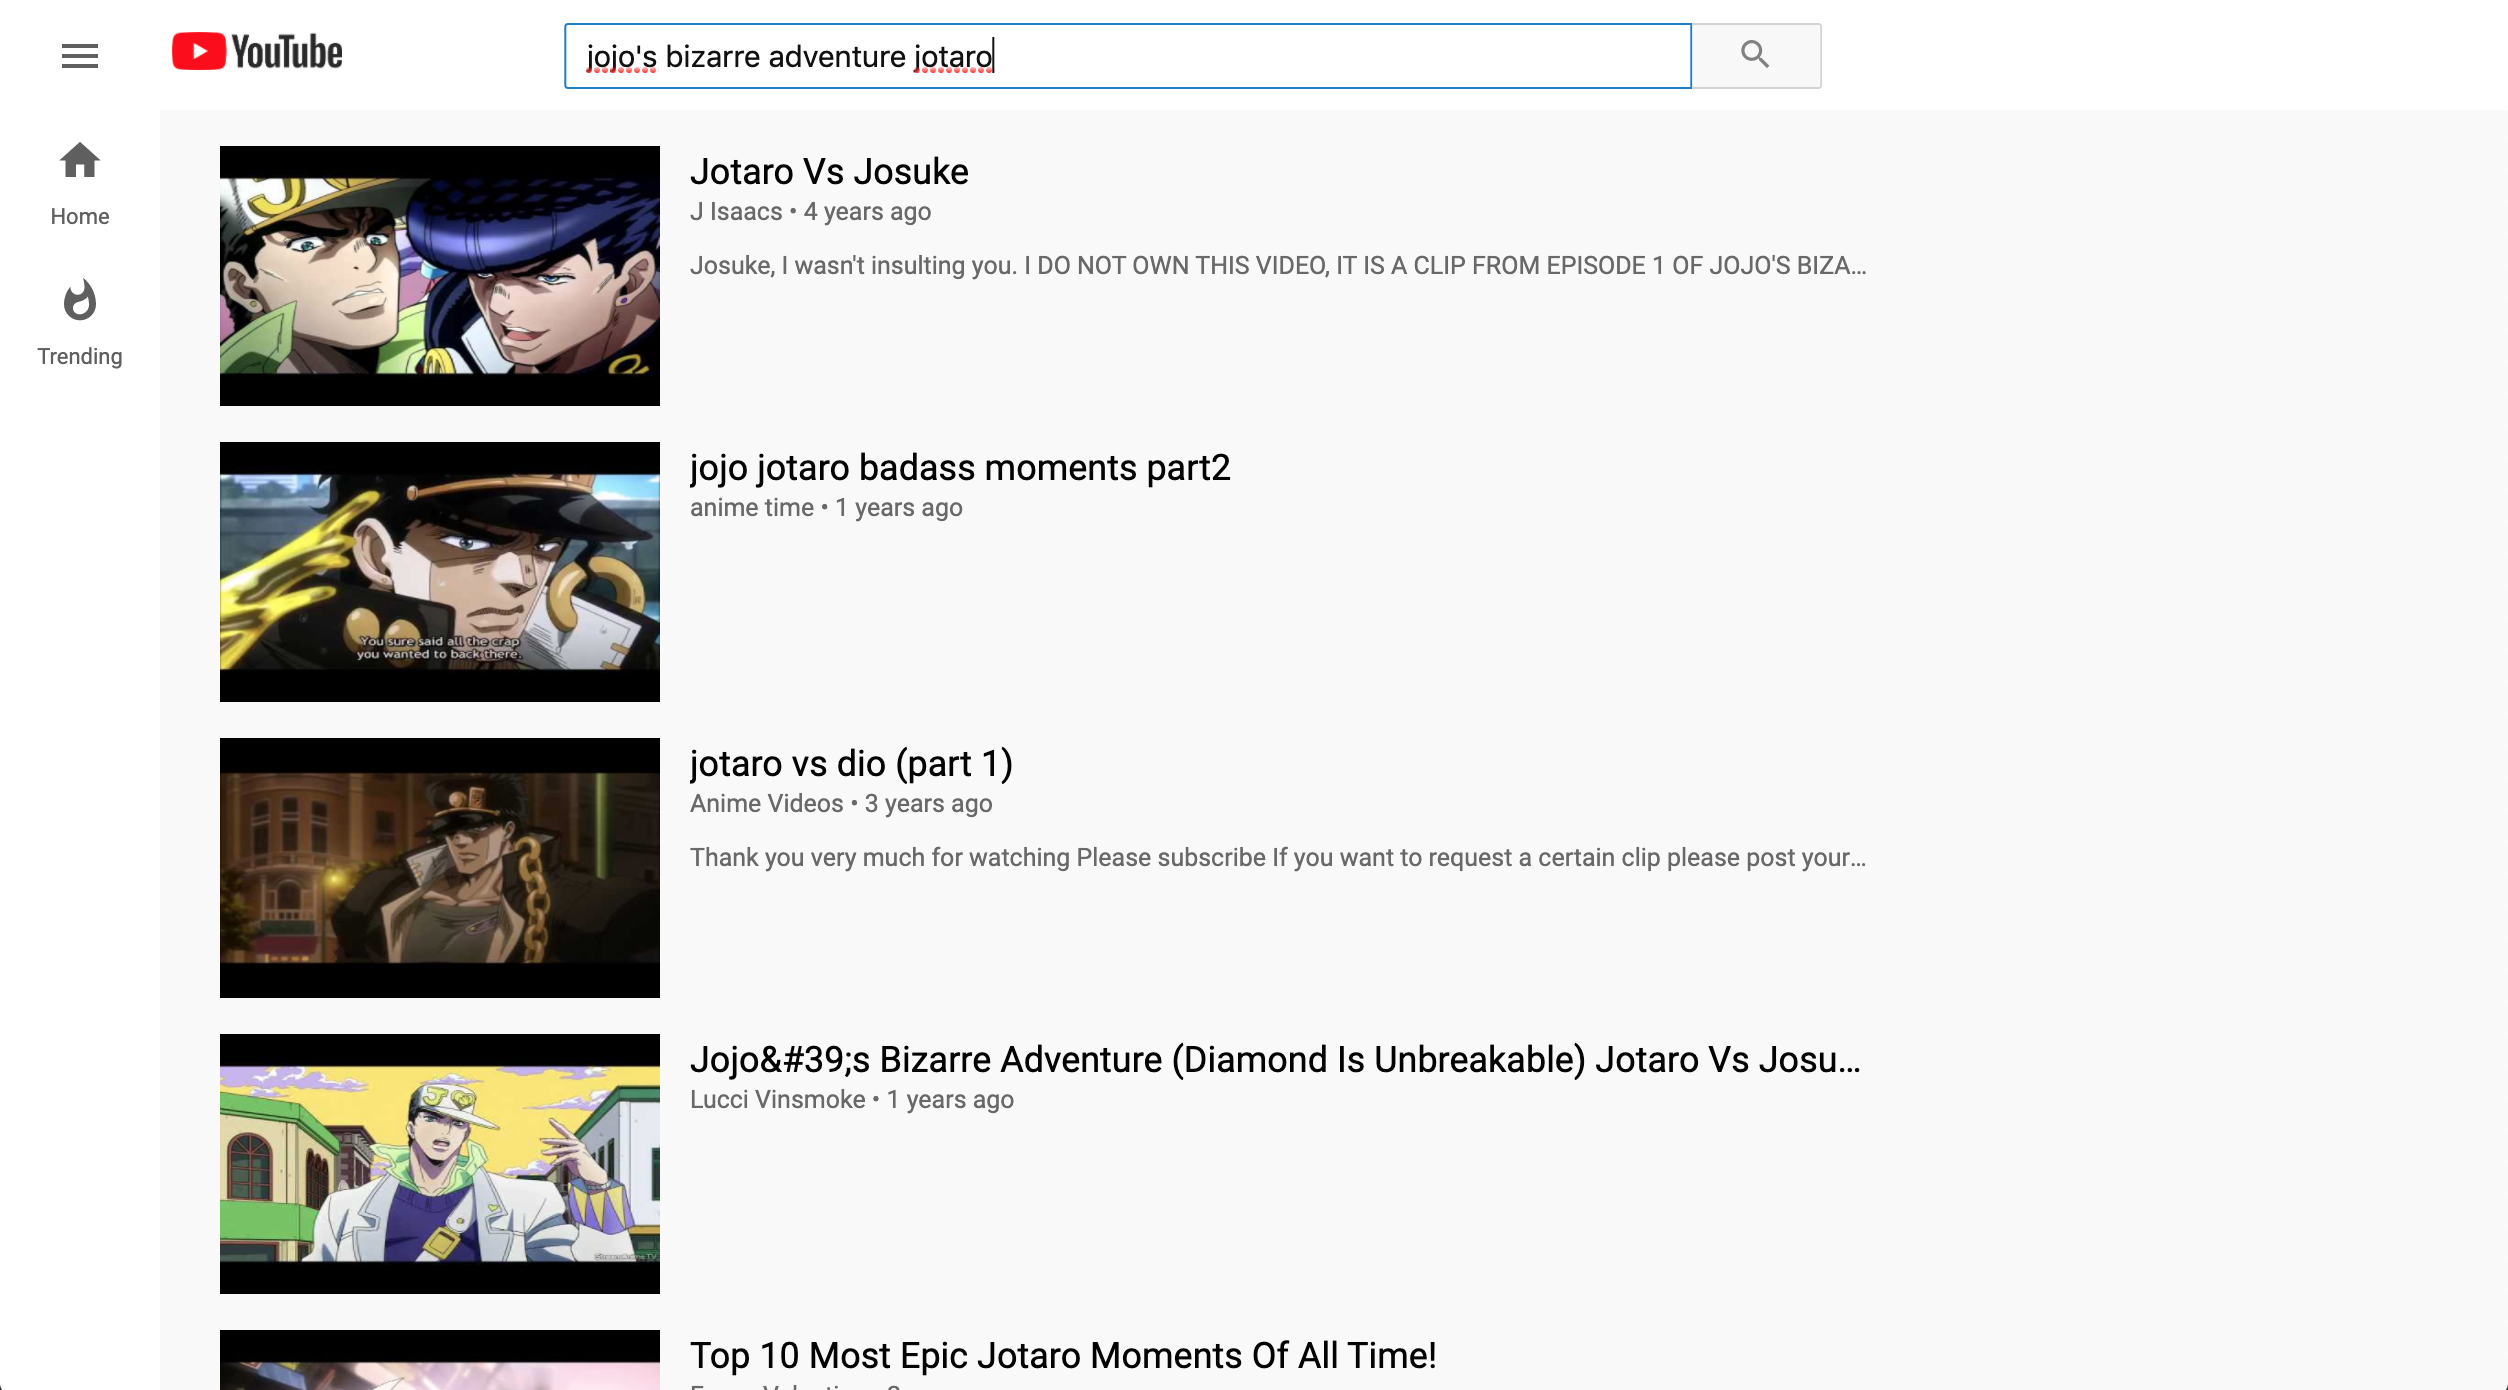 YouTube
jojo's bizarre adventure jotaro
Home
Trending
Jotaro Vs Josuke
J Isaacs • 4 years ago
Josuke, I wasn't insulting you. I DO NOT OWN THIS VIDEO, IT IS A CLIP FROM EPISODE 1 OF JOJO'S BIZA...
jojo jotaro badass moments part2
anime time • 1 years ago
You sure said all the crap
you wanted to back there.
jotaro vs dio (part 1)
Anime Videos • 3 years ago
Thank you very much for watching Please subscribe If you want to request a certain clip please post your...
Jojo&#39;s Bizarre Adventure (Diamond Is Unbreakable) Jotaro Vs Josu...
Lucci Vinsmoke • 1 years ago
Top 10 Most Epic Jotaro Moments Of All Time!